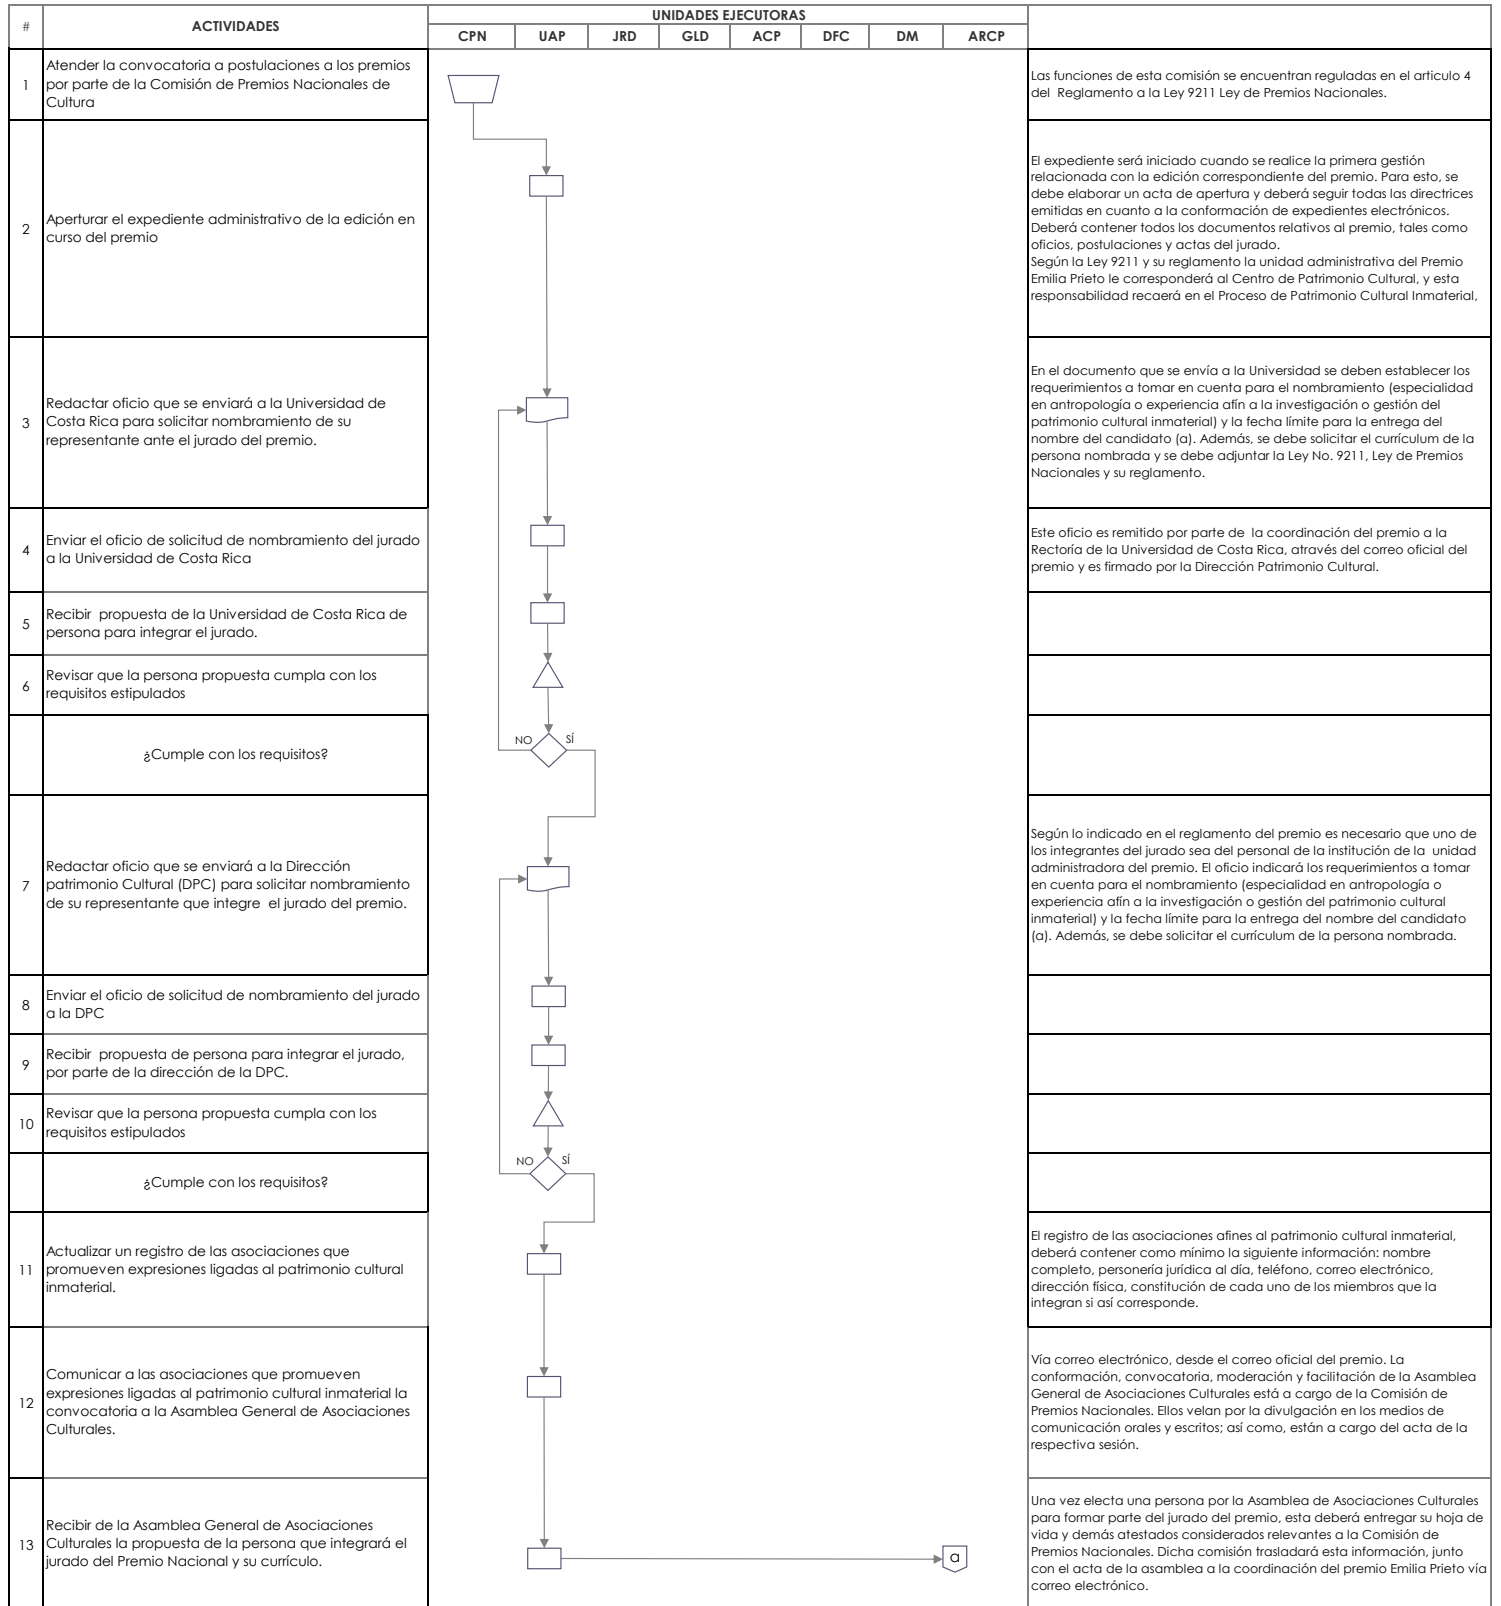 #
ACTIVIDADES
UNIDADES EJECUTORAS
CPN UAP JRD GLD ACP DFC DM ARCP
1
Atender la convocatoria a postulaciones a los premios
por parte de la Comisión de Premios Nacionales de
Cultura
Las funciones de esta comisión se encuentran reguladas en el articulo 4
del Reglamento a la Ley 9211 Ley de Premios Nacionales.
2
Aperturar el expediente administrativo de la edición en
curso del premio
El expediente será iniciado cuando se realice la primera gestión
relacionada con la edición correspondiente del premio. Para esto, se
debe elaborar un acta de apertura y deberá seguir todas las directrices
emitidas en cuanto a la conformación de expedientes electrónicos.
Deberá contener todos los documentos relativos al premio, tales como
oficios, postulaciones y actas del jurado.
Según la Ley 9211 y su reglamento la unidad administrativa del Premio
Emilia Prieto le corresponderá al Centro de Patrimonio Cultural, y esta
responsabilidad recaerá en el Proceso de Patrimonio Cultural Inmaterial,
3
Redactar oficio que se enviará a la Universidad de
Costa Rica para solicitar nombramiento de su
representante ante el jurado del premio.
En el documento que se envía a la Universidad se deben establecer los
requerimientos a tomar en cuenta para el nombramiento (especialidad
en antropología o experiencia afín a la investigación o gestión del
patrimonio cultural inmaterial) y la fecha límite para la entrega del
nombre del candidato (a). Además, se debe solicitar el currículum de la
persona nombrada y se debe adjuntar la Ley No. 9211, Ley de Premios
Nacionales y su reglamento.
4
Enviar el oficio de solicitud de nombramiento del jurado
a la Universidad de Costa Rica
Este oficio es remitido por parte de la coordinación del premio a la
Rectoría de la Universidad de Costa Rica, através del correo oficial del
premio y es firmado por la Dirección Patrimonio Cultural.
5
Recibir propuesta de la Universidad de Costa Rica de
persona para integrar el jurado.
6
Revisar que la persona propuesta cumpla con los
requisitos estipulados
¿Cumple con los requisitos?
NO SÍ
7
Redactar oficio que se enviará a la Dirección
patrimonio Cultural (DPC) para solicitar nombramiento
de su representante que integre el jurado del premio.
Según lo indicado en el reglamento del premio es necesario que uno de
los integrantes del jurado sea del personal de la institución de la unidad
administradora del premio. El oficio indicará los requerimientos a tomar
en cuenta para el nombramiento (especialidad en antropología o
experiencia afín a la investigación o gestión del patrimonio cultural
inmaterial) y la fecha límite para la entrega del nombre del candidato
(a). Además, se debe solicitar el currículum de la persona nombrada.
8
Enviar el oficio de solicitud de nombramiento del jurado
a la DPC
9
Recibir propuesta de persona para integrar el jurado,
por parte de la dirección de la DPC.
10
Revisar que la persona propuesta cumpla con los
requisitos estipulados
¿Cumple con los requisitos?
NO SÍ
11
Actualizar un registro de las asociaciones que
promueven expresiones ligadas al patrimonio cultural
inmaterial.
El registro de las asociaciones afines al patrimonio cultural inmaterial,
deberá contener como mínimo la siguiente información: nombre
completo, personería jurídica al día, teléfono, correo electrónico,
dirección física, constitución de cada uno de los miembros que la
integran si así corresponde.
12
Comunicar a las asociaciones que promueven
expresiones ligadas al patrimonio cultural inmaterial la
convocatoria a la Asamblea General de Asociaciones
Culturales.
Vía correo electrónico, desde el correo oficial del premio. La
conformación, convocatoria, moderación y facilitación de la Asamblea
General de Asociaciones Culturales está a cargo de la Comisión de
Premios Nacionales. Ellos velan por la divulgación en los medios de
comunicación orales y escritos; así como, están a cargo del acta de la
respectiva sesión.
13
Recibir de la Asamblea General de Asociaciones
Culturales la propuesta de la persona que integrará el
jurado del Premio Nacional y su currículo.
a
Una vez electa una persona por la Asamblea de Asociaciones Culturales
para formar parte del jurado del premio, esta deberá entregar su hoja de
vida y demás atestados considerados relevantes a la Comisión de
Premios Nacionales. Dicha comisión trasladará esta información, junto
con el acta de la asamblea a la coordinación del premio Emilia Prieto vía
correo electrónico.